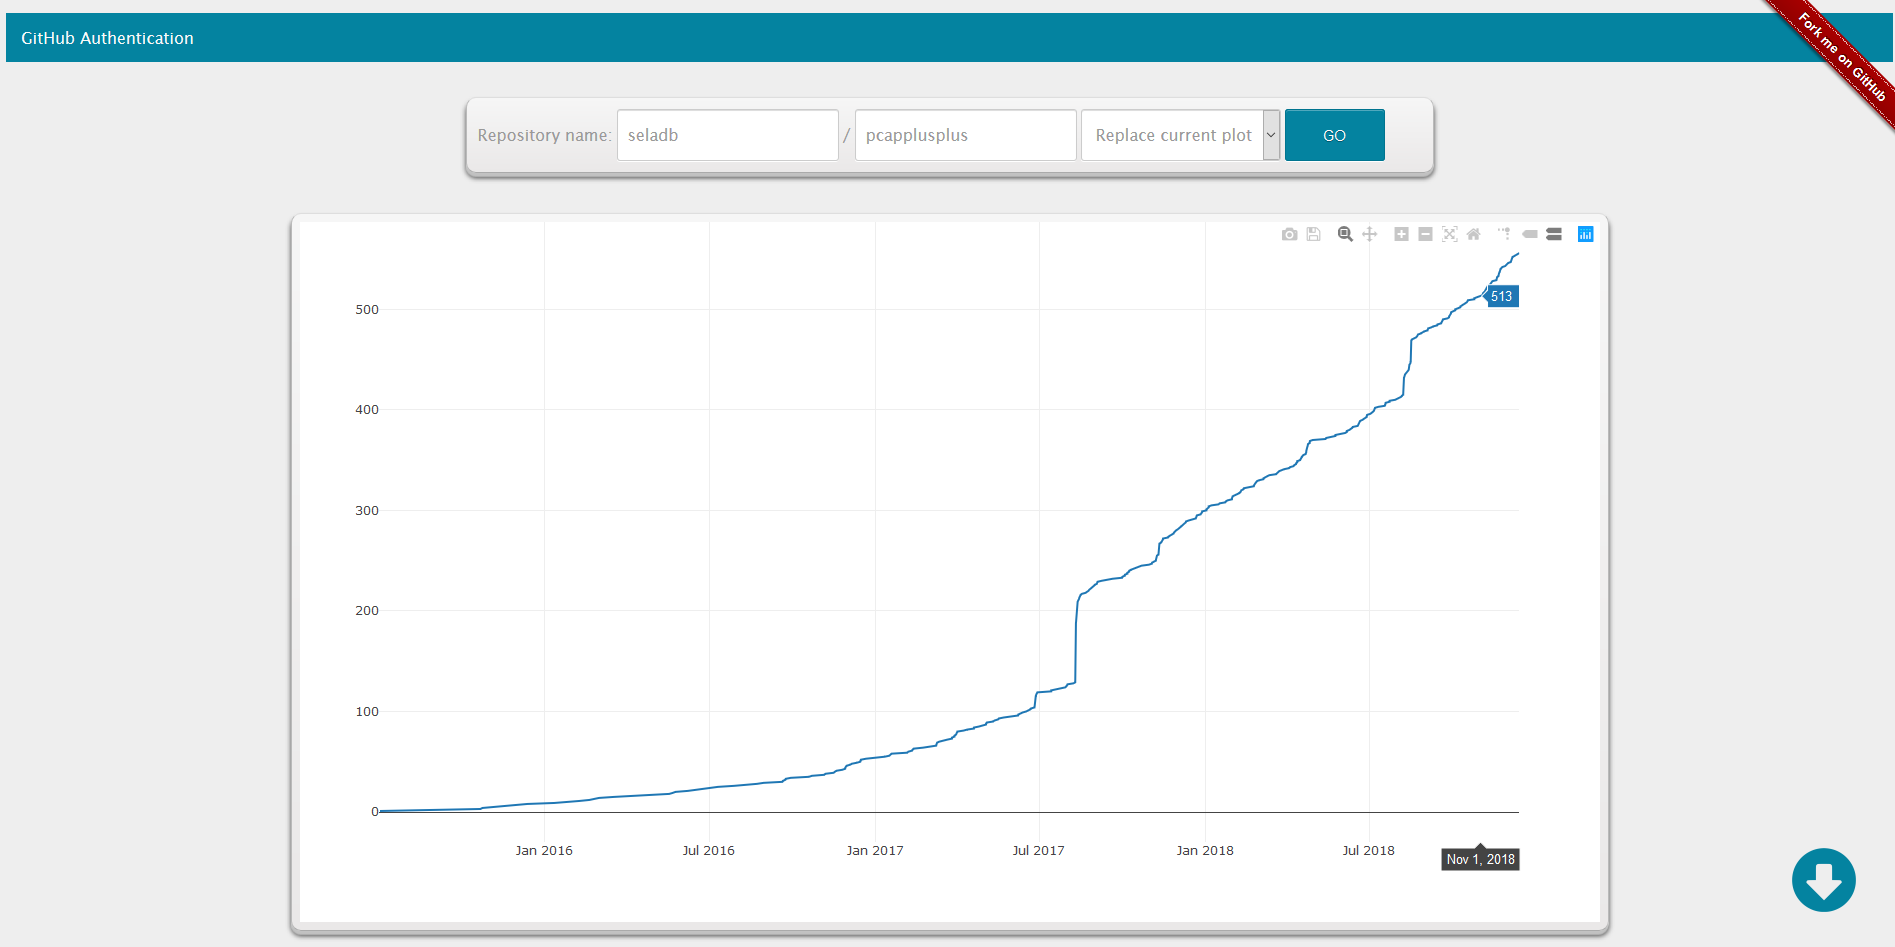 GitHub Authentication
Fork me on GitHub
Repository name: seladb / pcapplusplus Replace current plot GO
513
500
400
300
200
100
0
Jan 2016 Jul 2016 Jan 2017 Jul 2017 Jan 2018 Jul 2018
Nov 1, 2018